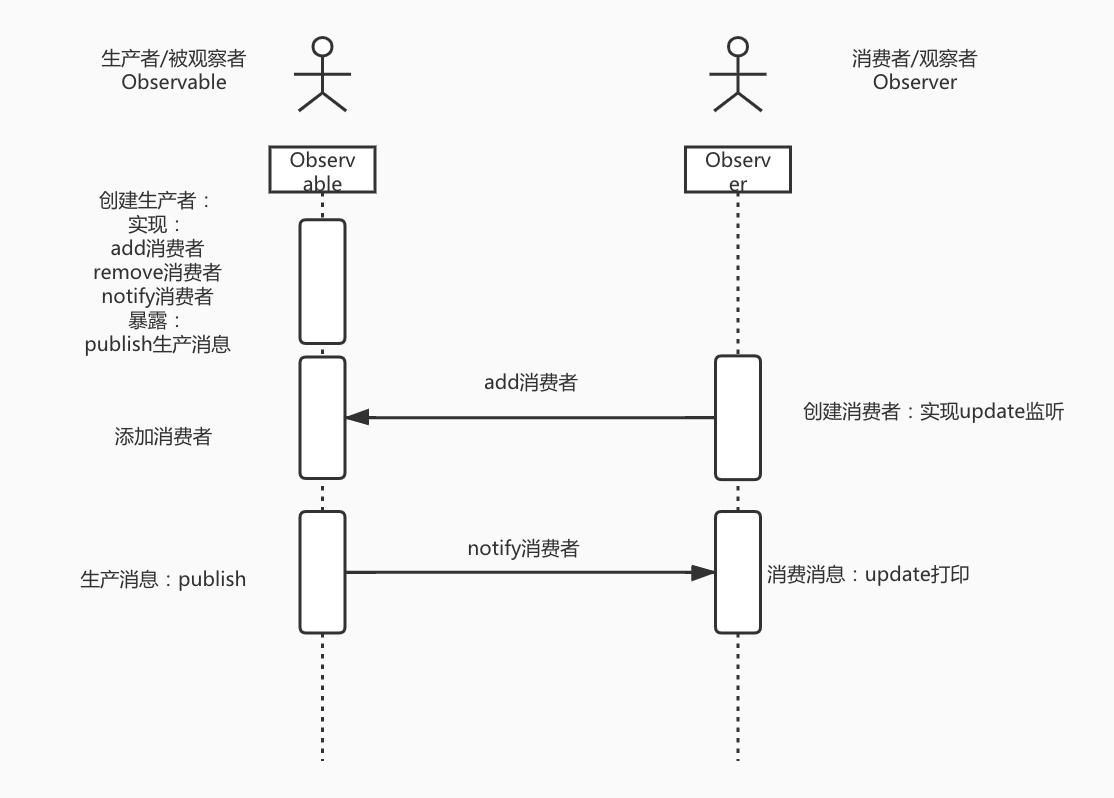 生产者/被观察者
Observable
消费者/观察者
Observer
Observ
able
Observ
er
创建生产者：
实现：
add消费者
remove消费者
notify消费者
暴露：
publish生产消息
add消费者
创建消费者：实现update监听
添加消费者
notify消费者
生产消息：publish
消费消息：update打印